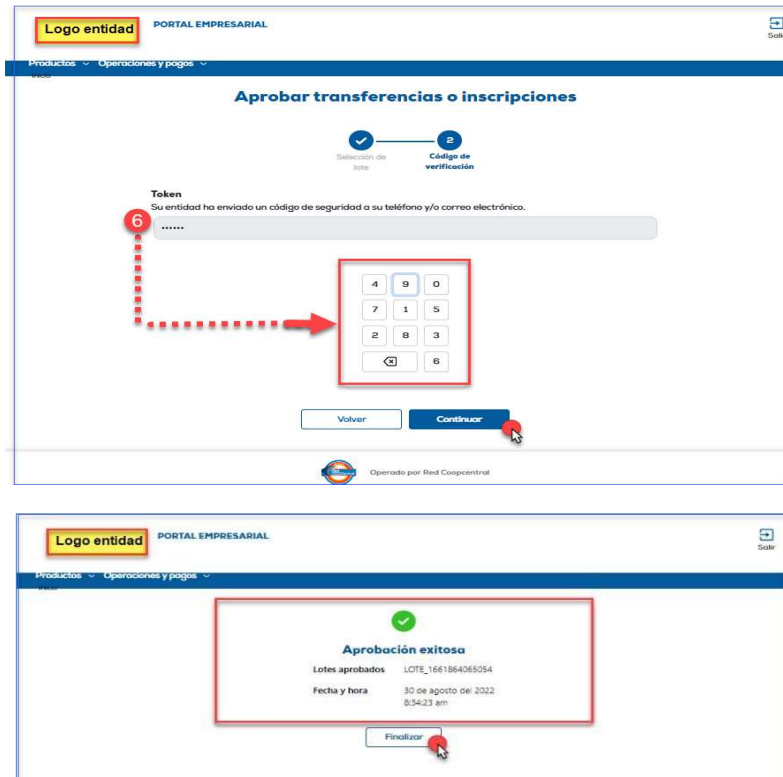 Logo entidad
PORTAL EMPRESARIAL
Salir
Productos Operaciones y pagos
Inicio
Aprobar transferencias o inscripciones
2
Selección de lote
Código de verificación
Token
Su entidad ha enviado un código de seguridad a su teléfono y/o correo electrónico.
6
••••••
4 9 0
7 1 5
2 8 3
6
Volver Continuar
Operado por Red Coopcentral
Logo entidad
PORTAL EMPRESARIAL
Salir
Productos Operaciones y pagos
Inicio
Aprobación exitosa
Lotes aprobados LOTE_1661864065054
Fecha y hora 30 de agosto del 2022
8:34:23 am
Finalizar